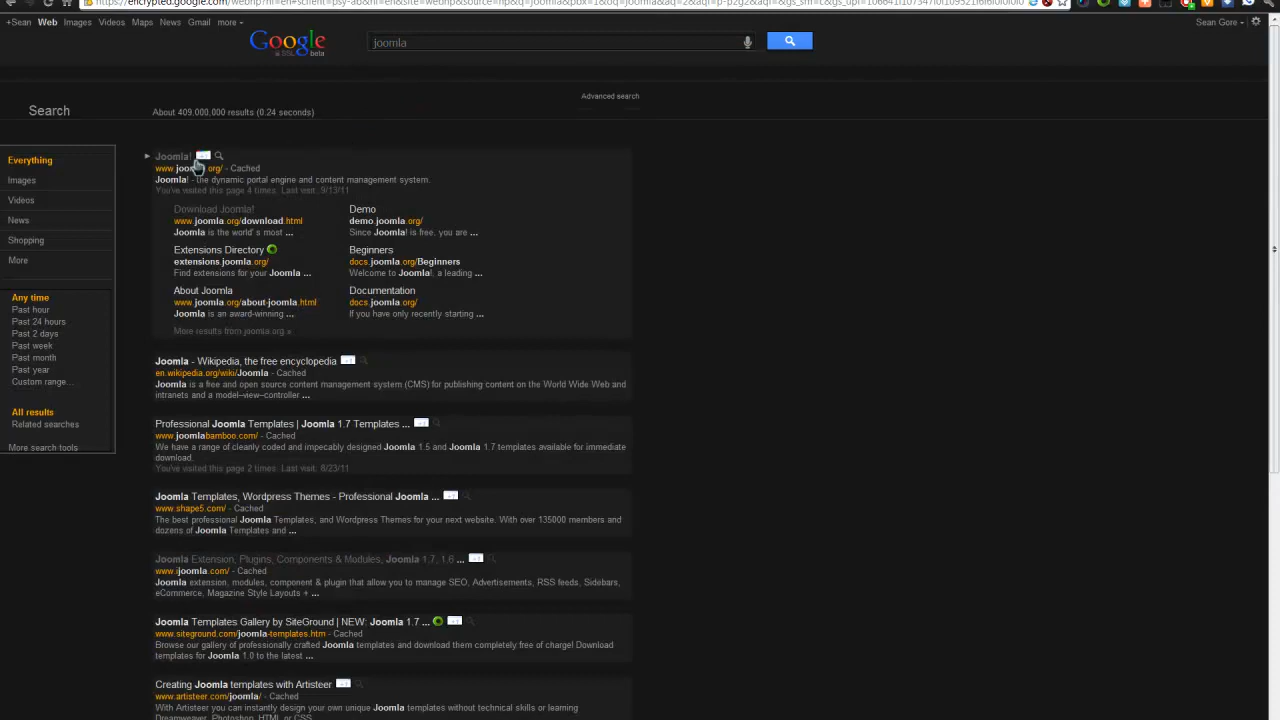 +Sean Web Images Videos Maps News Gmail more
Sean Gore
Google
SSL
beta
joomla
Advanced search
Search
About 409,000,000 results (0.24 seconds)
Everything
Images
Videos
News
Shopping
More
Any time
Past hour
Past 24 hours
Past 2 days
Past week
Past month
Past year
Custom range...
All results
Related searches
More search tools
Joomla!
www.joomla.org/ - Cached
Joomla! - the dynamic portal engine and content management system.
You've visited this page 4 times. Last visit: 9/13/11
Download Joomla!
www.joomla.org/download.html
Joomla is the world's most ...
Demo
demo.joomla.org/
Since Joomla! is free, you are ...
Extensions Directory
extensions.joomla.org/
Find extensions for your Joomla ...
Beginners
docs.joomla.org/Beginners
Welcome to Joomla!, a leading ...
About Joomla
www.joomla.org/about-joomla.html
Joomla is an award-winning ...
Documentation
docs.joomla.org/
If you have only recently starting ...
More results from joomla.org »
Joomla - Wikipedia, the free encyclopedia
en.wikipedia.org/wiki/Joomla - Cached
Joomla is a free and open source content management system (CMS) for publishing content on the World Wide Web and
intranets and a model–view–controller ...
Professional Joomla Templates | Joomla 1.7 Templates ...
www.joomlabamboo.com/ - Cached
We have a range of cleanly coded and impecably designed Joomla 1.5 and Joomla 1.7 templates available for immediate
download.
You've visited this page 2 times. Last visit: 8/23/11
Joomla Templates, Wordpress Themes - Professional Joomla ...
www.shape5.com/ - Cached
The best professional Joomla Templates, and Wordpress Themes for your next website. With over 135000 members and
dozens of Joomla Templates and ...
Joomla Extension, Plugins, Components & Modules, Joomla 1.7, 1.6 ...
www.ijoomla.com/ - Cached
Joomla extension, modules, component & plugin that allow you to manage SEO, Advertisements, RSS feeds, Sidebars,
eCommerce, Magazine Style Layouts + ...
Joomla Templates Gallery by SiteGround | NEW: Joomla 1.7 ...
www.siteground.com/joomla-templates.htm - Cached
Browse our gallery of professionally crafted Joomla templates and download them completely free of charge! Download
templates for Joomla 1.0 to the latest ...
Creating Joomla templates with Artisteer
www.artisteer.com/joomla/ - Cached
With Artisteer you can instantly design your own unique Joomla templates without technical skills or learning
Dreamweaver, Photoshop, HTML or CSS.